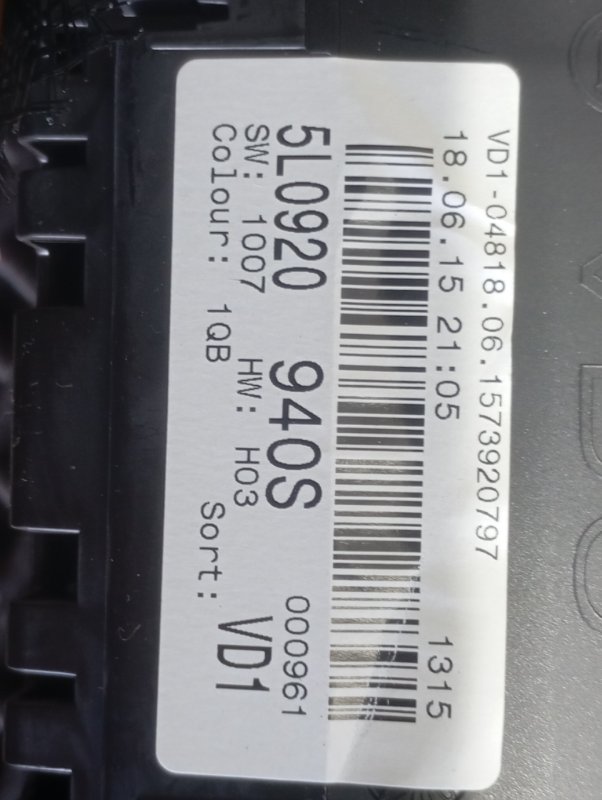 VD1-04818.06.1573920797
18.06.15 21:05 1315
5L0920 940S 000961
SW: 1007 HW: H03 VD1
Colour: 1QB Sort: